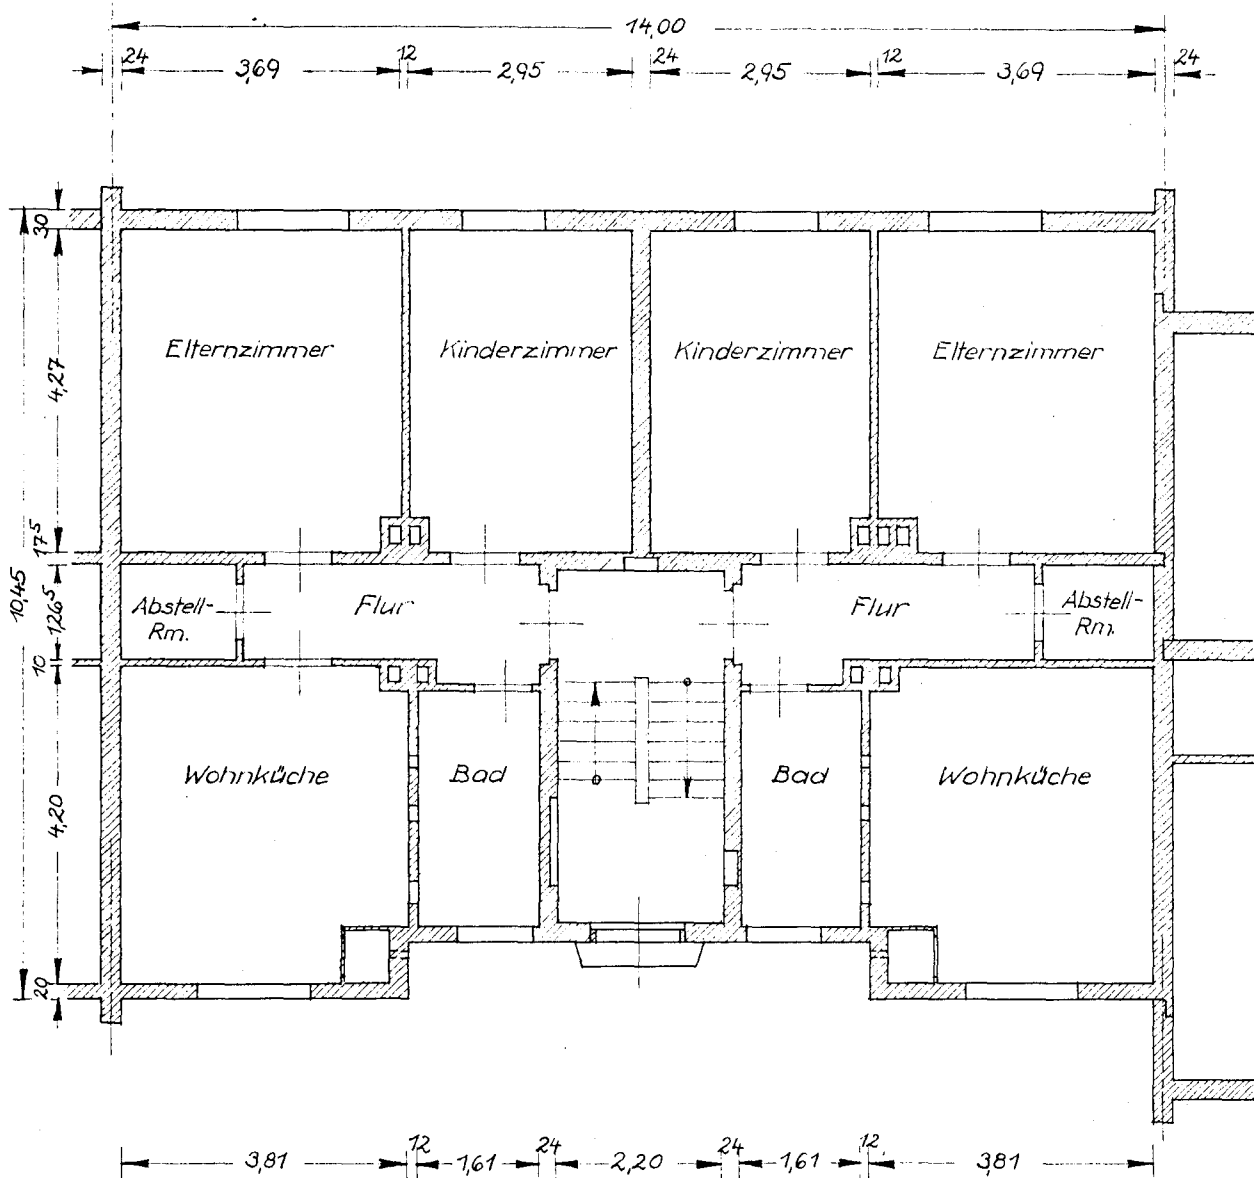 14,00
24 3,69 12 2,95 24 2,95 12 3,69 24
30
4,27
17⁵
1,26⁵
10
4,20
20
10,45
Elternzimmer Kinderzimmer Kinderzimmer Elternzimmer
Abstell-
Rm.
Flur Flur
Abstell-
Rm.
Wohnküche Bad Bad Wohnküche
3,81 12 1,61 24 2,20 24 1,61 12 3,81